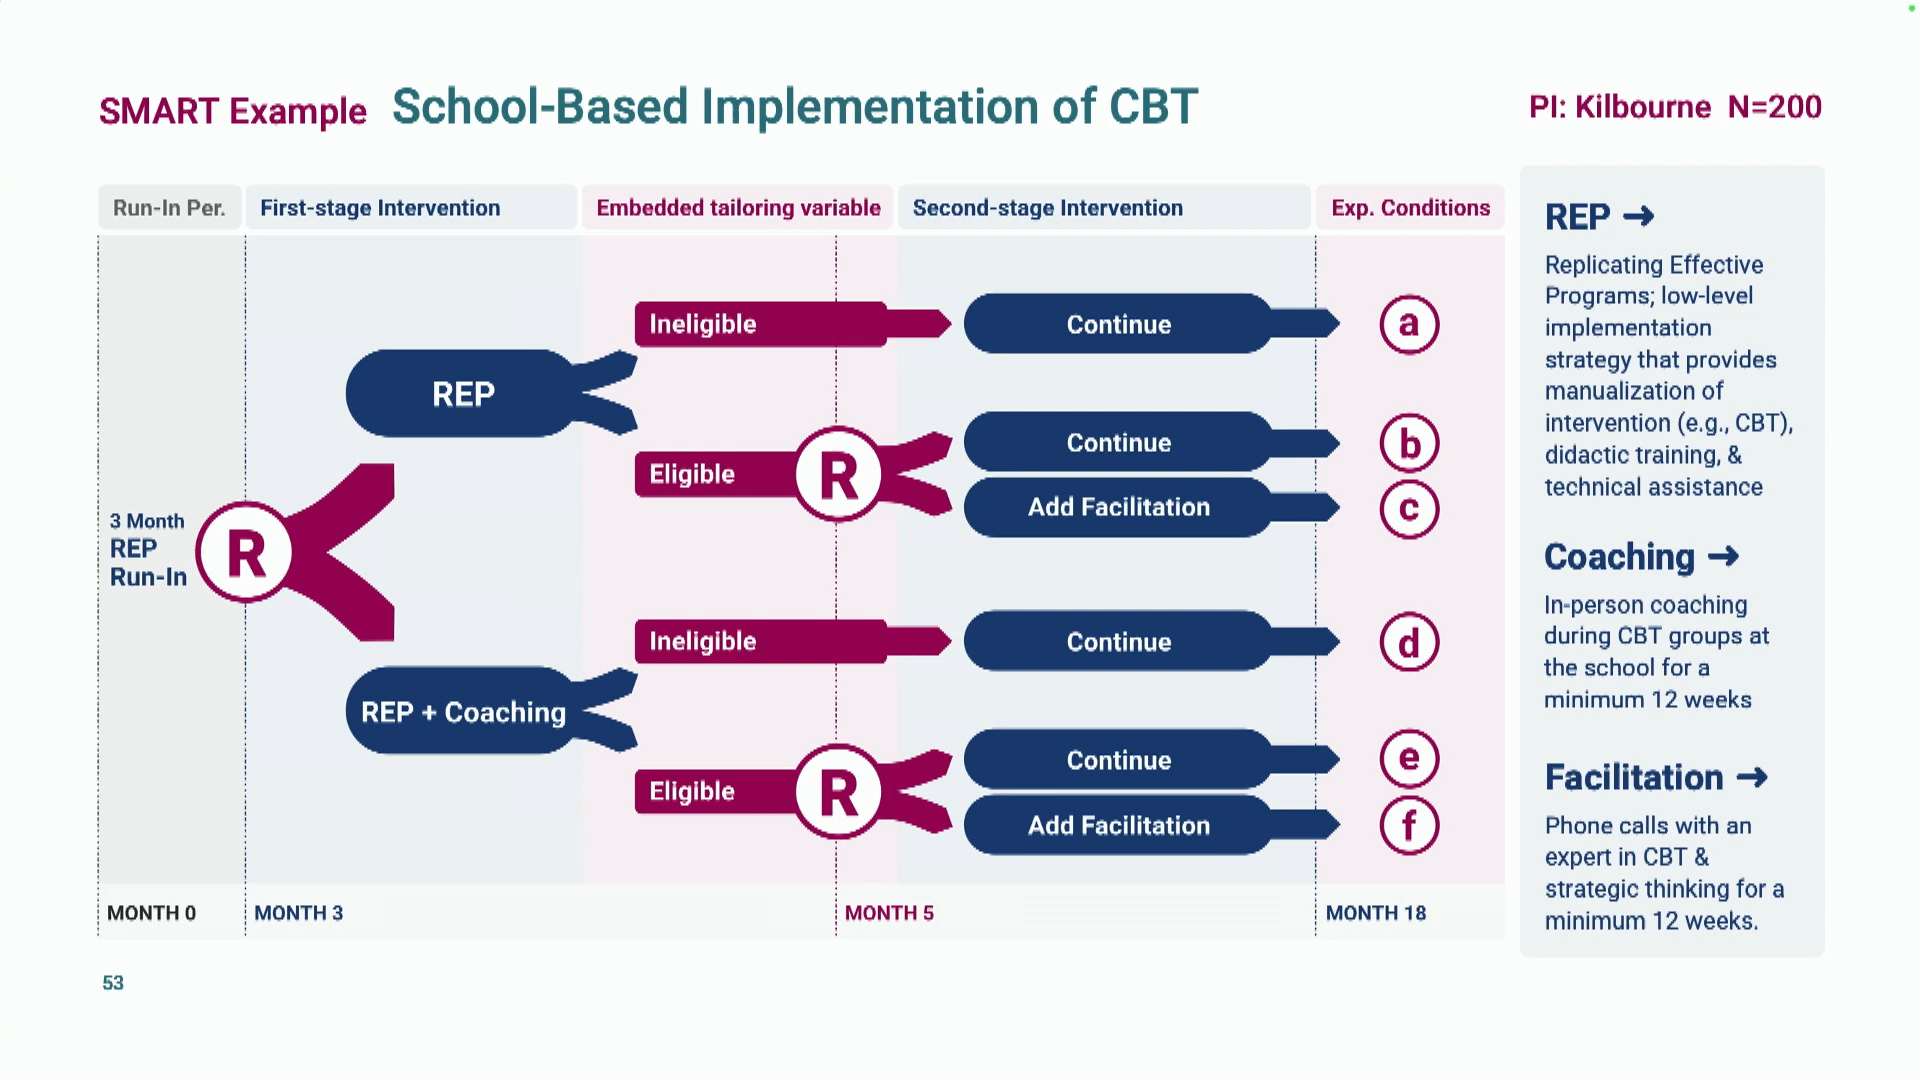 SMART Example School-Based Implementation of CBT
PI: Kilbourne N=200
Run-In Per.
First-stage Intervention
Embedded tailoring variable
Second-stage Intervention
Exp. Conditions
3 Month
REP
Run-In
R
REP
Ineligible
Continue
a
Eligible
R
Continue
b
Add Facilitation
c
REP + Coaching
Ineligible
Continue
d
Eligible
R
Continue
e
Add Facilitation
f
MONTH 0
MONTH 3
MONTH 5
MONTH 18
REP →
Replicating Effective
Programs; low-level
implementation
strategy that provides
manualization of
intervention (e.g., CBT),
didactic training, &
technical assistance
Coaching →
In-person coaching
during CBT groups at
the school for a
minimum 12 weeks
Facilitation →
Phone calls with an
expert in CBT &
strategic thinking for a
minimum 12 weeks.
53